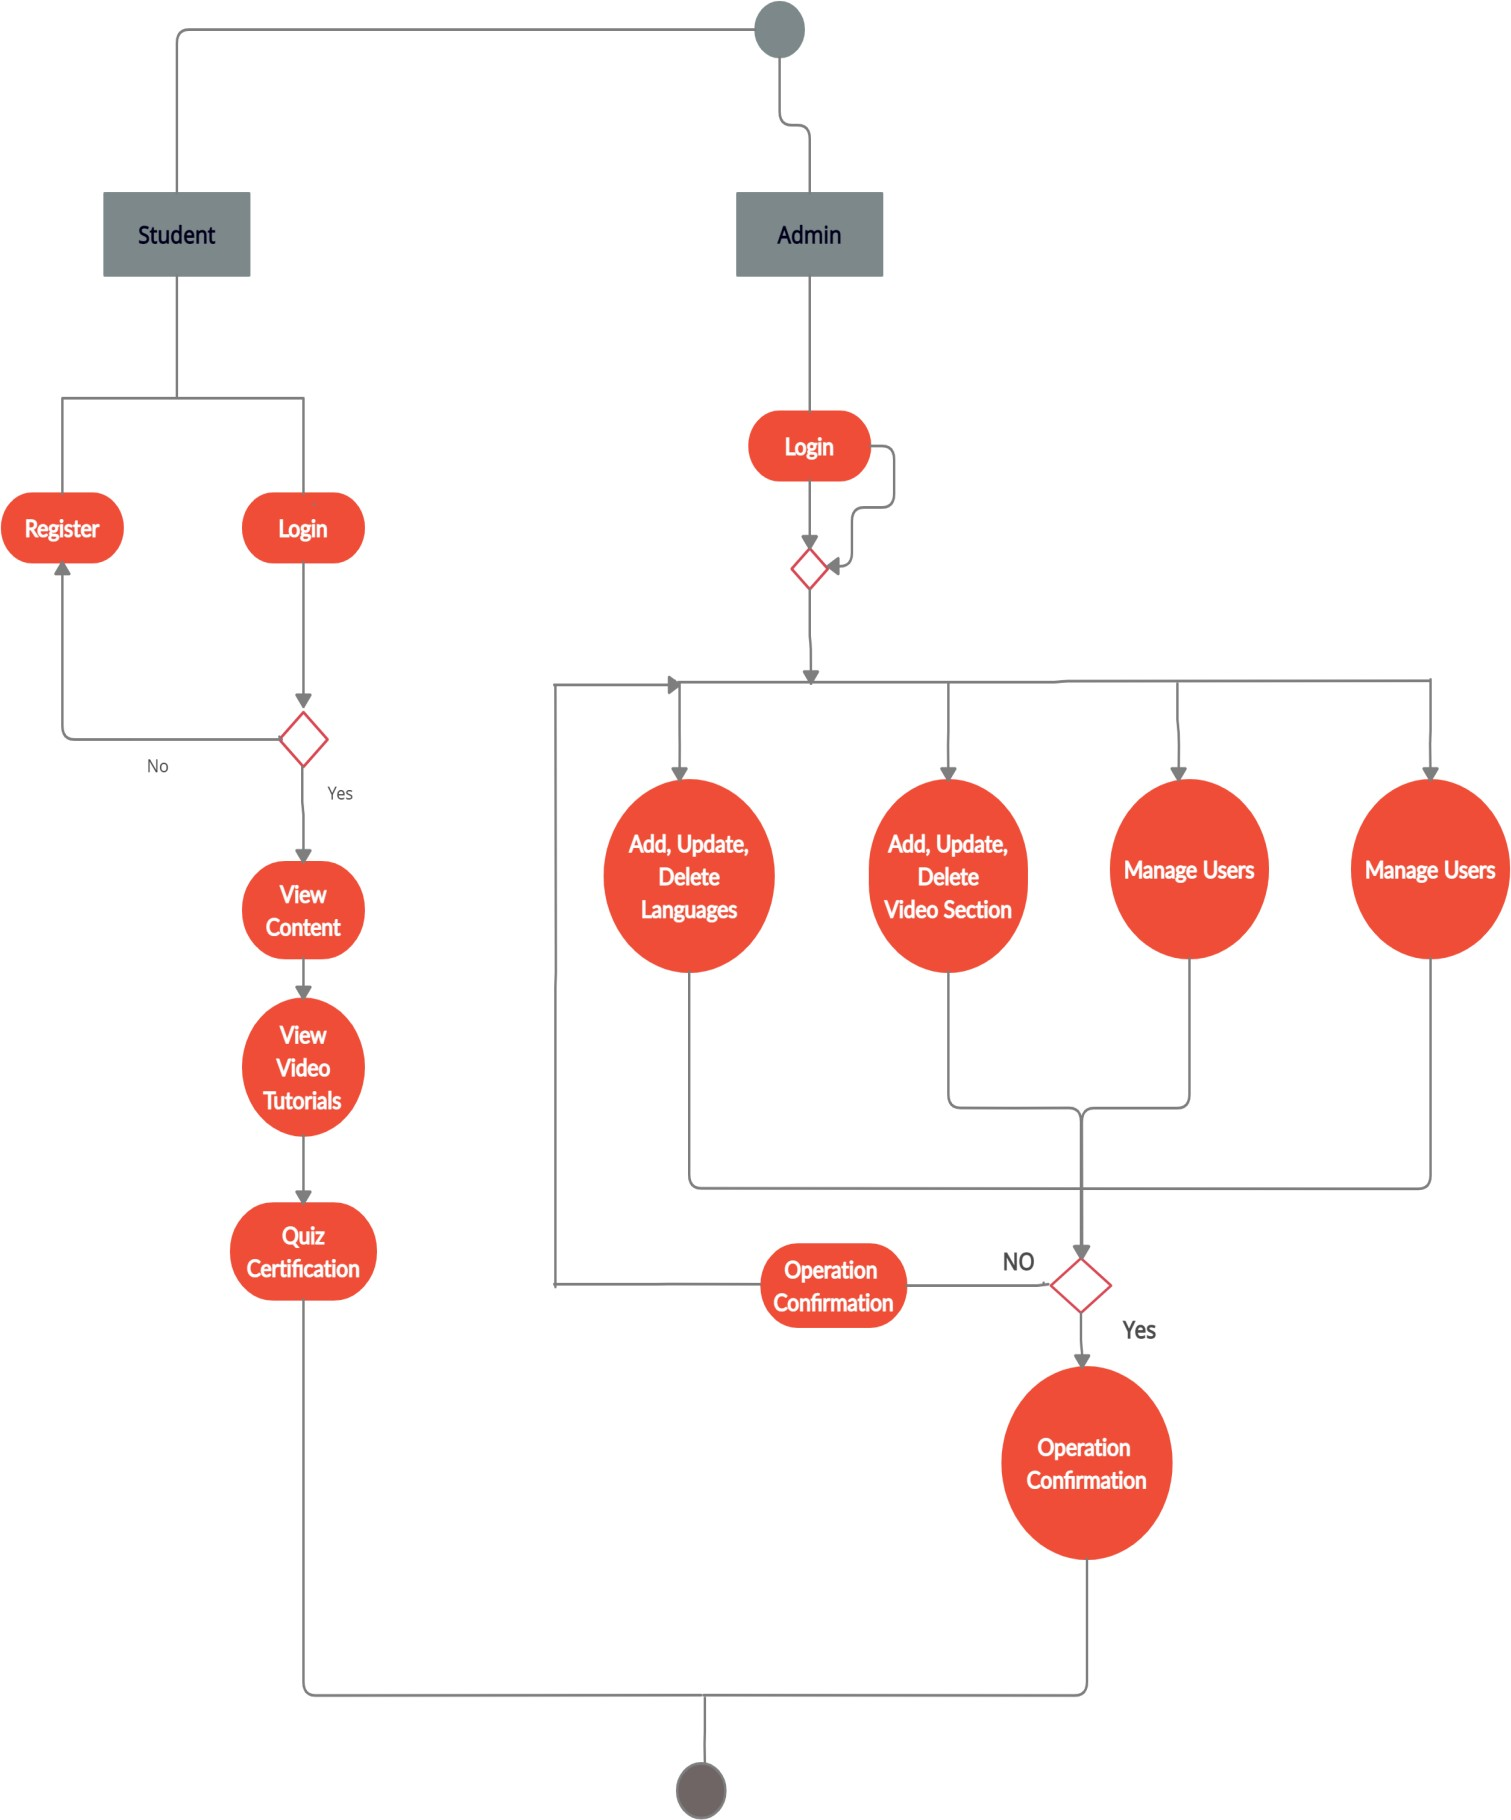 Student
Admin
Login
Register
Login
No
Yes
Add, Update,
Delete
Languages
Add, Update,
Delete
Video Section
Manage Users
Manage Users
View
Content
View
Video
Tutorials
Quiz
Certification
NO
Operation
Confirmation
Yes
Operation
Confirmation